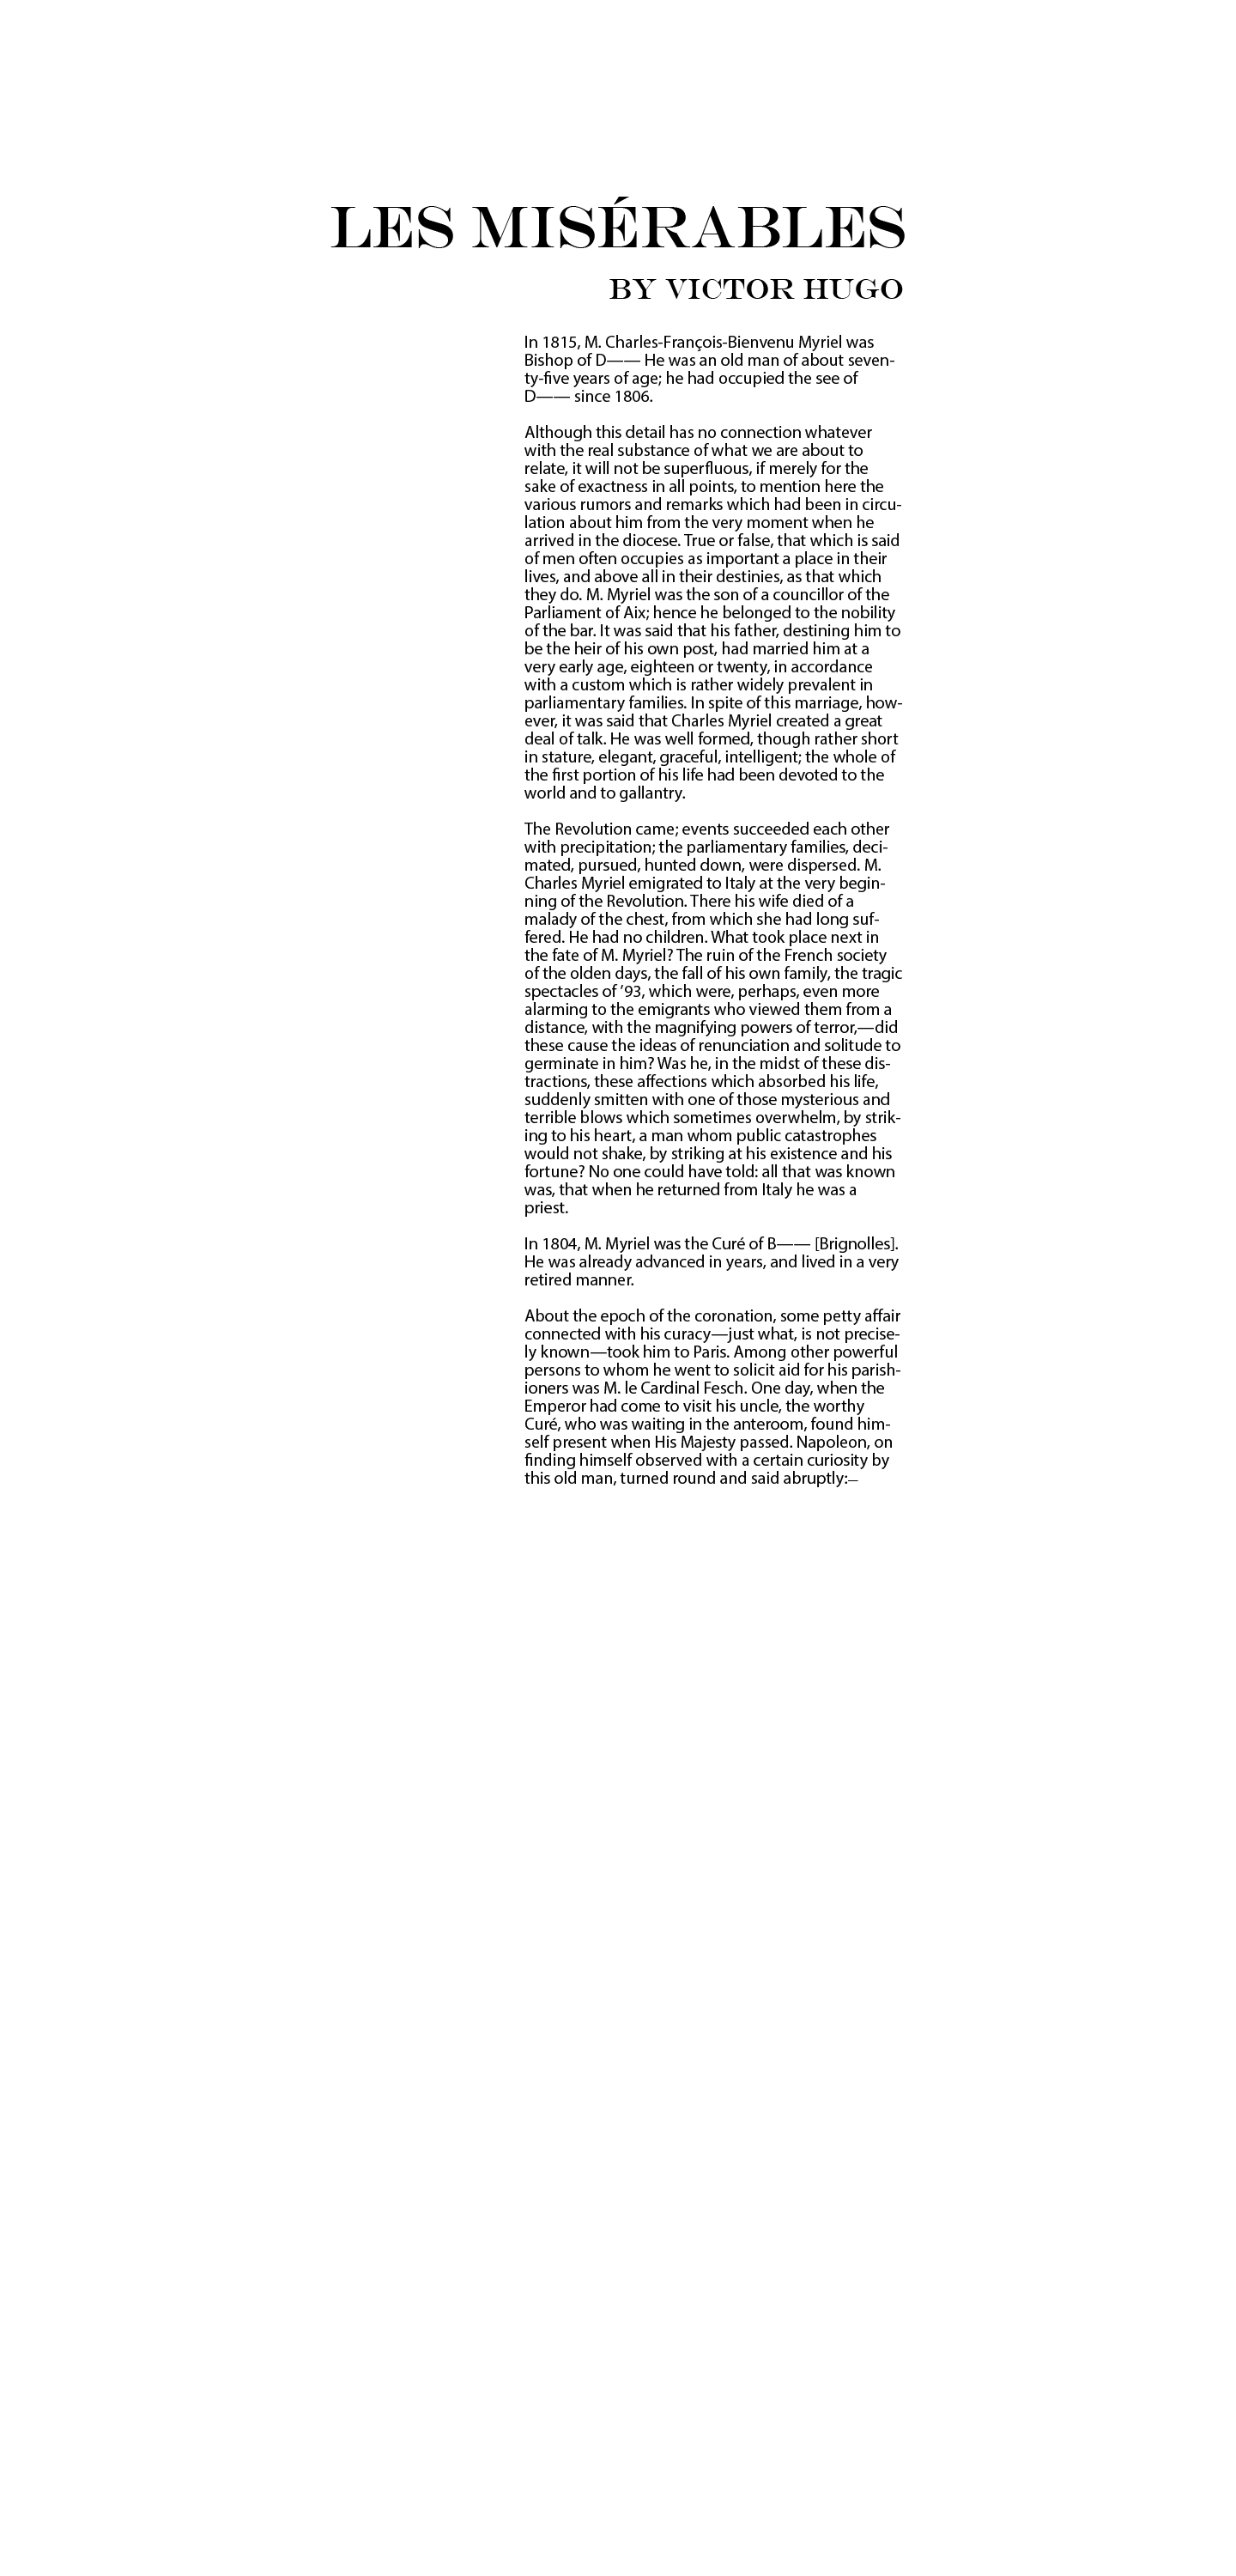 LES MISÉRABLES
BY VICTOR HUGO
In 1815, M. Charles-François-Bienvenu Myriel was
Bishop of D—— He was an old man of about seven-
ty-five years of age; he had occupied the see of
D—— since 1806.
Although this detail has no connection whatever
with the real substance of what we are about to
relate, it will not be superfluous, if merely for the
sake of exactness in all points, to mention here the
various rumors and remarks which had been in circu-
lation about him from the very moment when he
arrived in the diocese. True or false, that which is said
of men often occupies as important a place in their
lives, and above all in their destinies, as that which
they do. M. Myriel was the son of a councillor of the
Parliament of Aix; hence he belonged to the nobility
of the bar. It was said that his father, destining him to
be the heir of his own post, had married him at a
very early age, eighteen or twenty, in accordance
with a custom which is rather widely prevalent in
parliamentary families. In spite of this marriage, how-
ever, it was said that Charles Myriel created a great
deal of talk. He was well formed, though rather short
in stature, elegant, graceful, intelligent; the whole of
the first portion of his life had been devoted to the
world and to gallantry.
The Revolution came; events succeeded each other
with precipitation; the parliamentary families, deci-
mated, pursued, hunted down, were dispersed. M.
Charles Myriel emigrated to Italy at the very begin-
ning of the Revolution. There his wife died of a
malady of the chest, from which she had long suf-
fered. He had no children. What took place next in
the fate of M. Myriel? The ruin of the French society
of the olden days, the fall of his own family, the tragic
spectacles of ’93, which were, perhaps, even more
alarming to the emigrants who viewed them from a
distance, with the magnifying powers of terror,—did
these cause the ideas of renunciation and solitude to
germinate in him? Was he, in the midst of these dis-
tractions, these affections which absorbed his life,
suddenly smitten with one of those mysterious and
terrible blows which sometimes overwhelm, by strik-
ing to his heart, a man whom public catastrophes
would not shake, by striking at his existence and his
fortune? No one could have told: all that was known
was, that when he returned from Italy he was a
priest.
In 1804, M. Myriel was the Curé of B—— [Brignolles].
He was already advanced in years, and lived in a very
retired manner.
About the epoch of the coronation, some petty affair
connected with his curacy—just what, is not precise-
ly known—took him to Paris. Among other powerful
persons to whom he went to solicit aid for his parish-
ioners was M. le Cardinal Fesch. One day, when the
Emperor had come to visit his uncle, the worthy
Curé, who was waiting in the anteroom, found him-
self present when His Majesty passed. Napoleon, on
finding himself observed with a certain curiosity by
this old man, turned round and said abruptly:—